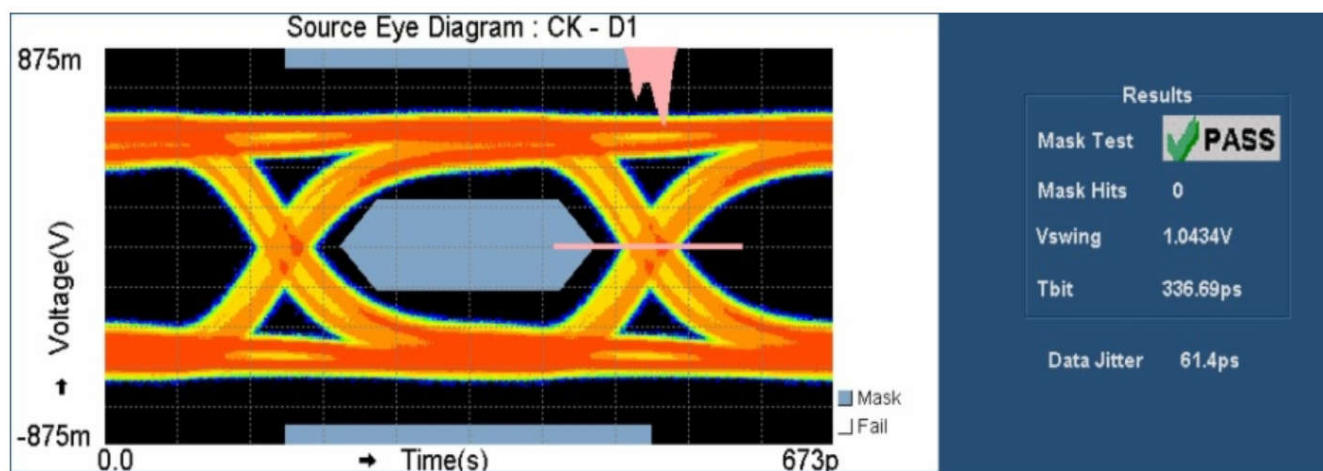 Source Eye Diagram : CK - D1
875m
Voltage(V)
-875m
0.0
Time(s)
673p
Mask
Fail
Results
Mask Test PASS
Mask Hits 0
Vswing 1.0434V
Tbit 336.69ps
Data Jitter 61.4ps